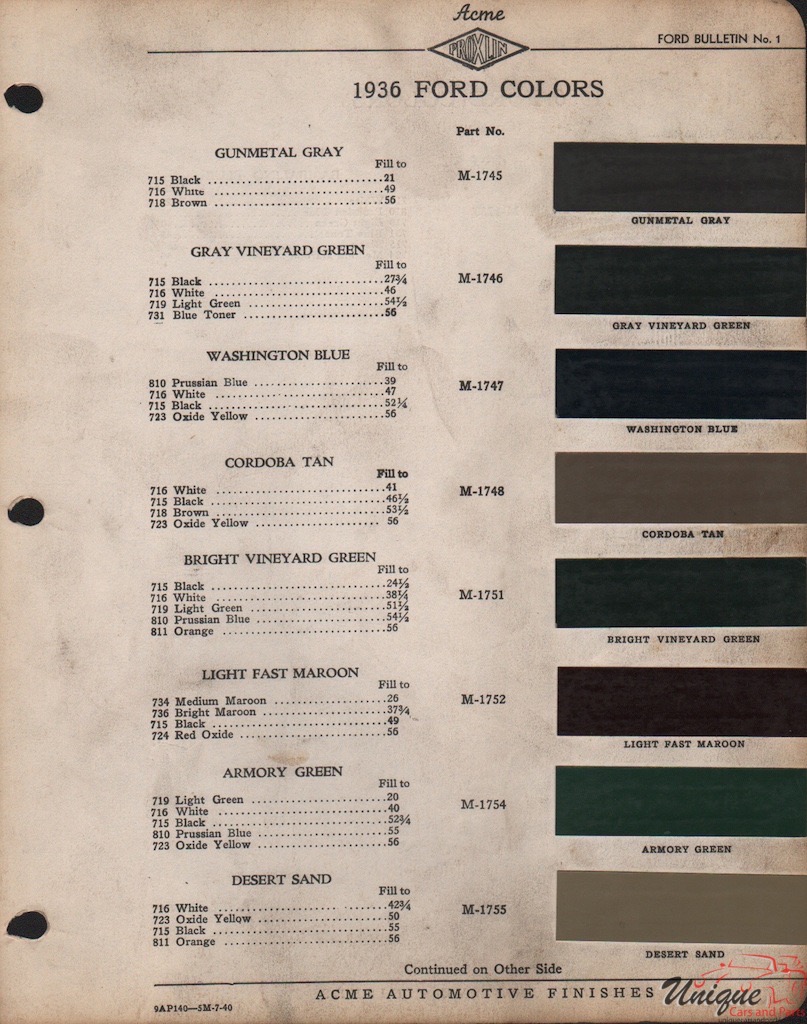 Acme
PROXLIN
FORD BULLETIN No. 1
1936 FORD COLORS
Part No.
GUNMETAL GRAY
Fill to
715 Black ............................. 21
716 White ............................. 49
718 Brown ............................. 56
M-1745
GUNMETAL GRAY
GRAY VINEYARD GREEN
Fill to
715 Black ............................. 27¾
716 White ............................. 46
719 Light Green ....................... 54½
731 Blue Toner ........................ 56
M-1746
GRAY VINEYARD GREEN
WASHINGTON BLUE
Fill to
810 Prussian Blue ..................... 39
716 White ............................. 47
715 Black ............................. 52¼
723 Oxide Yellow ...................... 56
M-1747
WASHINGTON BLUE
CORDOBA TAN
Fill to
716 White ............................. 41
715 Black ............................. 46½
718 Brown ............................. 53½
723 Oxide Yellow ...................... 56
M-1748
CORDOBA TAN
BRIGHT VINEYARD GREEN
Fill to
715 Black ............................. 24½
716 White ............................. 38¼
719 Light Green ....................... 51½
810 Prussian Blue ..................... 54½
811 Orange ............................ 56
M-1751
BRIGHT VINEYARD GREEN
LIGHT FAST MAROON
Fill to
734 Medium Maroon ..................... 26
736 Bright Maroon ..................... 37¾
715 Black ............................. 49
724 Red Oxide ......................... 56
M-1752
LIGHT FAST MAROON
ARMORY GREEN
Fill to
719 Light Green ....................... 20
716 White ............................. 40
715 Black ............................. 52¾
810 Prussian Blue ..................... 55
723 Oxide Yellow ...................... 56
M-1754
ARMORY GREEN
DESERT SAND
Fill to
716 White ............................. 42¾
723 Oxide Yellow ...................... 50
715 Black ............................. 55
811 Orange ............................ 56
M-1755
DESERT SAND
Continued on Other Side
ACME AUTOMOTIVE FINISHES
9AP140—5M-7-40
Unique
Cars and Parts